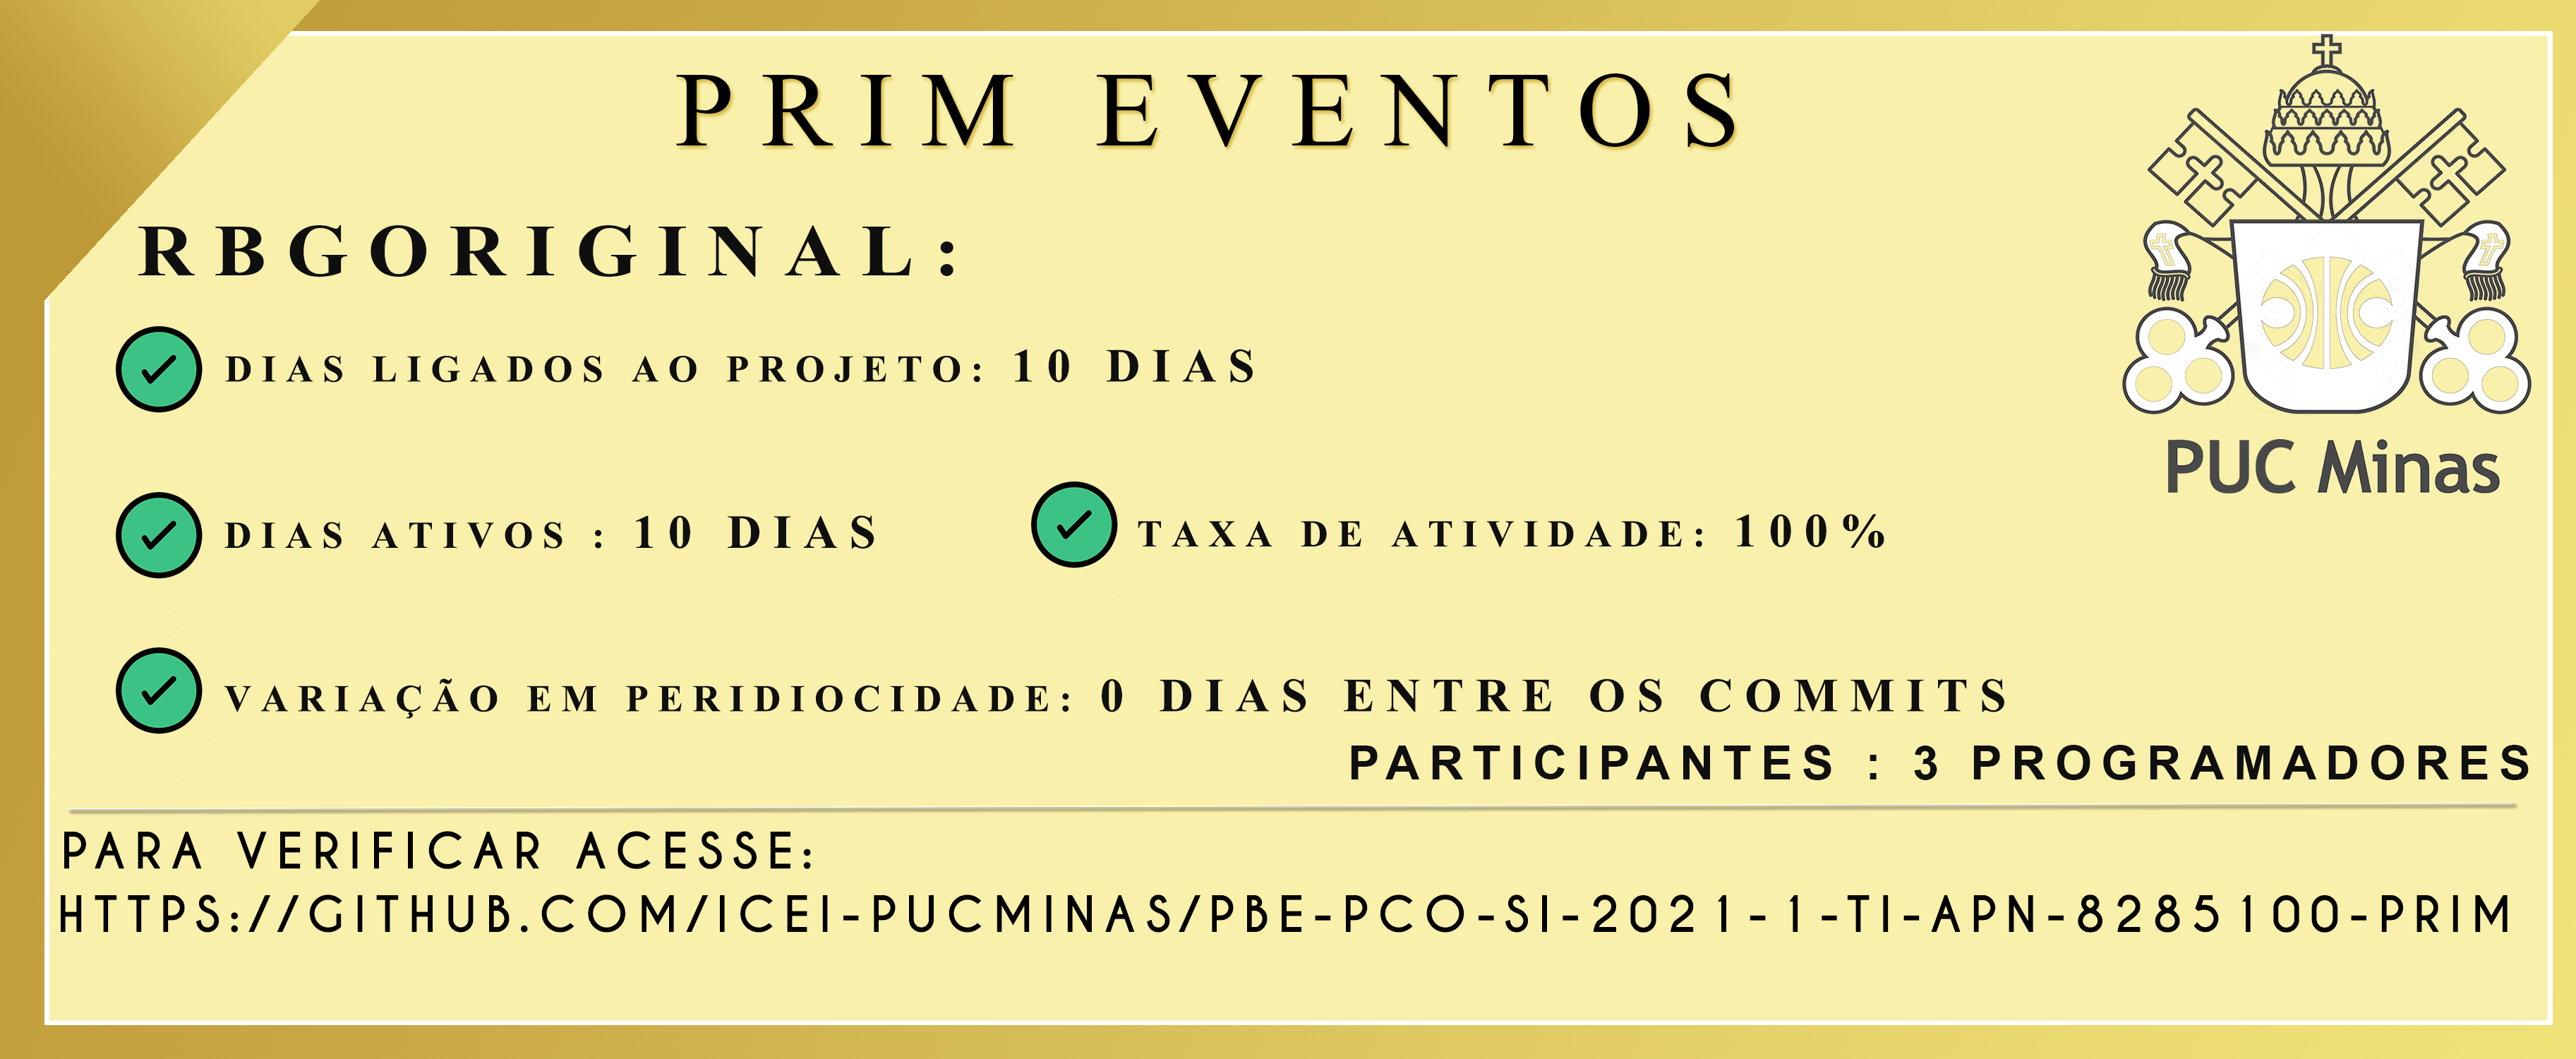 PRIM EVENTOS
RBGORIGINAL:
DIAS LIGADOS AO PROJETO: 10 DIAS
DIAS ATIVOS : 10 DIAS
TAXA DE ATIVIDADE: 100%
PUC Minas
VARIAÇÃO EM PERIDIOCIDADE: 0 DIAS ENTRE OS COMMITS
PARTICIPANTES : 3 PROGRAMADORES
PARA VERIFICAR ACESSE:
HTTPS://GITHUB.COM/ICEI-PUCMINAS/PBE-PCO-SI-2021-1-TI-APN-8285100-PRIM